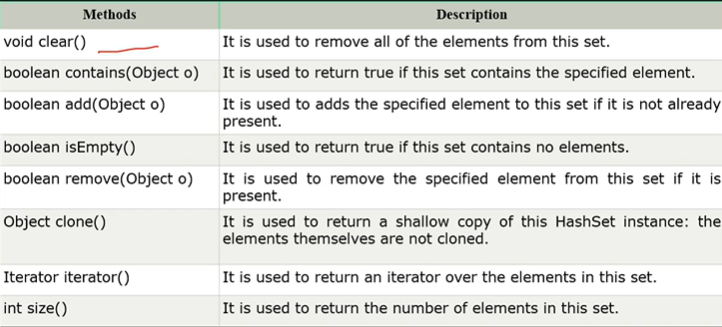 Methods Description
void clear() It is used to remove all of the elements from this set.
boolean contains(Object o) It is used to return true if this set contains the specified element.
boolean add(Object o) It is used to adds the specified element to this set if it is not already
present.
boolean isEmpty() It is used to return true if this set contains no elements.
boolean remove(Object o) It is used to remove the specified element from this set if it is
present.
Object clone() It is used to return a shallow copy of this HashSet instance: the
elements themselves are not cloned.
Iterator iterator() It is used to return an iterator over the elements in this set.
int size() It is used to return the number of elements in this set.